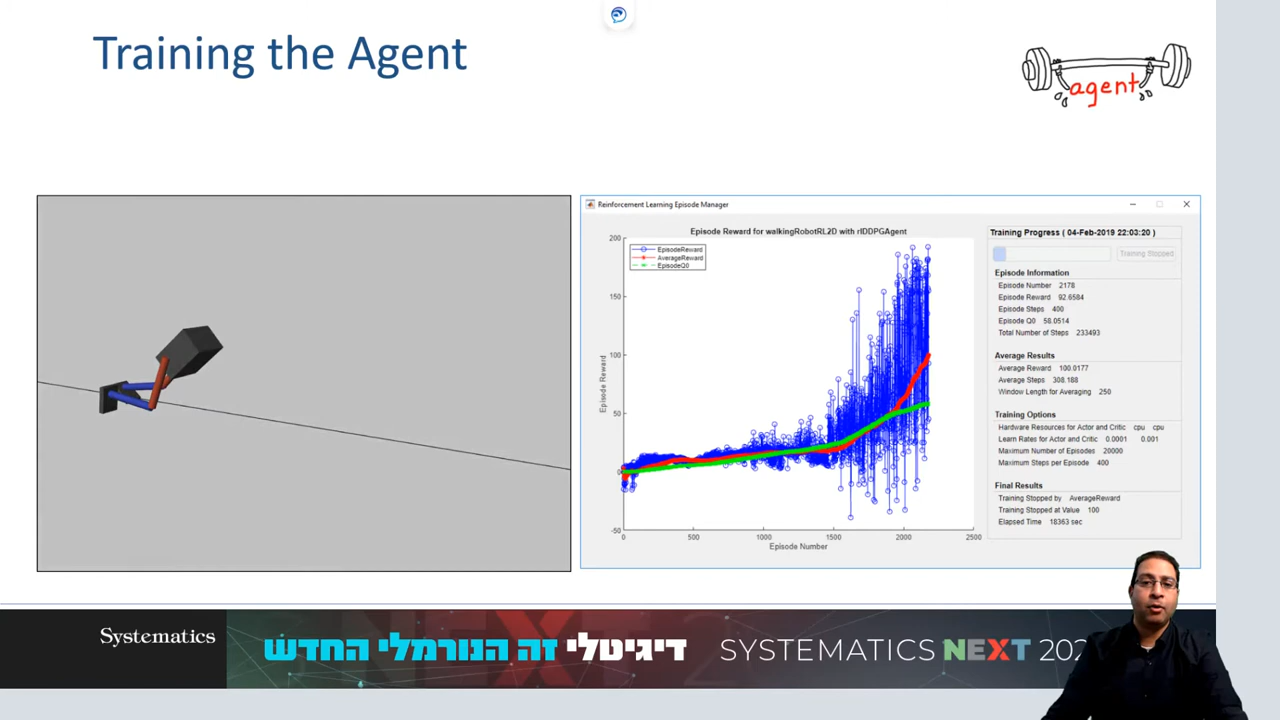 Training the Agent
agent
Reinforcement Learning Episode Manager
Episode Reward for walkingRobotRL2D with rlDDPGAgent
EpisodeReward
AverageReward
EpisodeQ0
200
150
100
50
0
-50
Episode Reward
0 500 1000 1500 2000 2500
Episode Number
Training Progress ( 04-Feb-2019 22:03:20 )
Training Stopped
Episode Information
Episode Number 2178
Episode Reward 92.6584
Episode Steps 400
Episode Q0 58.0514
Total Number of Steps 233493
Average Results
Average Reward 100.0177
Average Steps 308.188
Window Length for Averaging 250
Training Options
Hardware Resources for Actor and Critic cpu cpu
Learn Rates for Actor and Critic 0.0001 0.001
Maximum Number of Episodes 20000
Maximum Steps per Episode 400
Final Results
Training Stopped by AverageReward
Training Stopped at Value 100
Elapsed Time 18363 sec
Systematics
דיגיטלי זה הנורמלי החדש
SYSTEMATICS NEXT 202